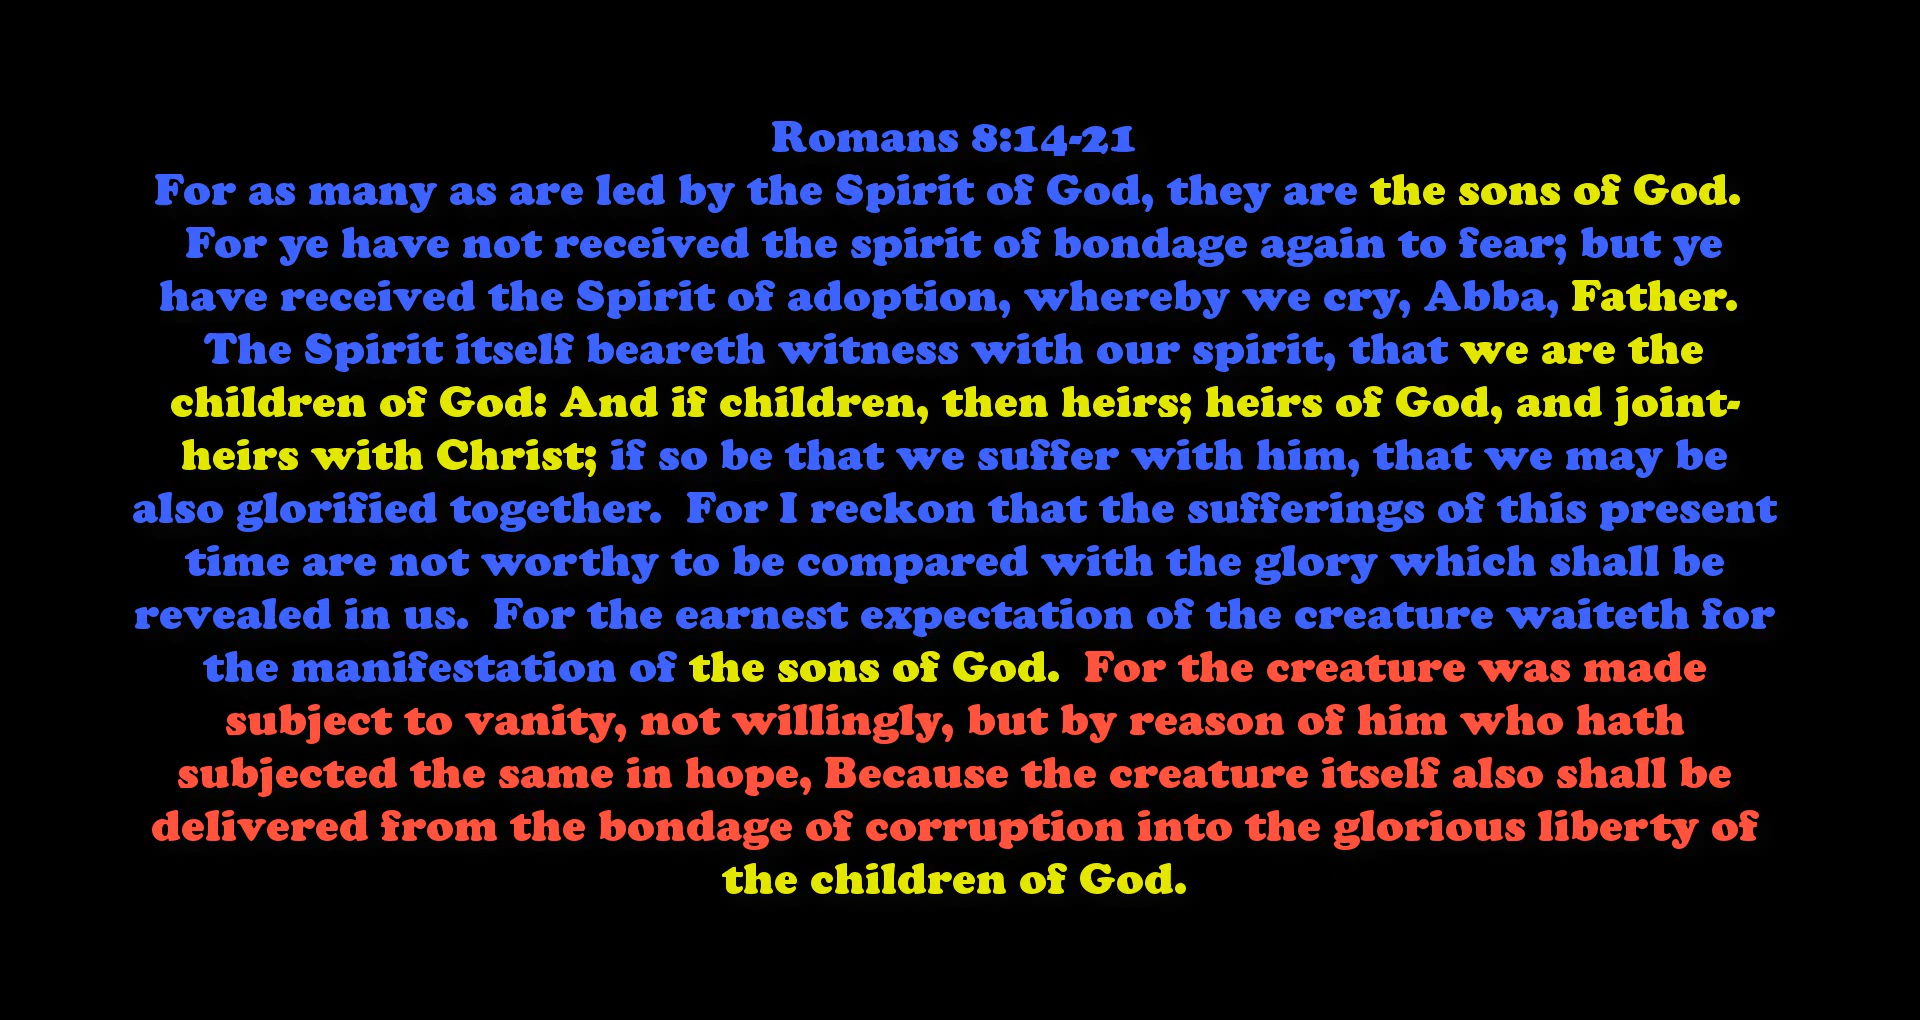 Romans 8:14-21
For as many as are led by the Spirit of God, they are the sons of God.
For ye have not received the spirit of bondage again to fear; but ye
have received the Spirit of adoption, whereby we cry, Abba, Father.
The Spirit itself beareth witness with our spirit, that we are the
children of God: And if children, then heirs; heirs of God, and joint-
heirs with Christ; if so be that we suffer with him, that we may be
also glorified together.  For I reckon that the sufferings of this present
time are not worthy to be compared with the glory which shall be
revealed in us.  For the earnest expectation of the creature waiteth for
the manifestation of the sons of God.  For the creature was made
subject to vanity, not willingly, but by reason of him who hath
subjected the same in hope, Because the creature itself also shall be
delivered from the bondage of corruption into the glorious liberty of
the children of God.